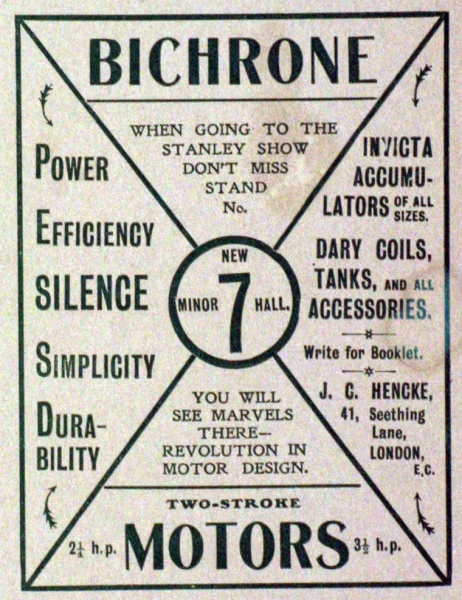 BICHRONE
WHEN GOING TO THE
STANLEY SHOW
DON'T MISS
STAND
No.
NEW
MINOR 7 HALL.
YOU WILL
SEE MARVELS
THERE—
REVOLUTION IN
MOTOR DESIGN.
POWER
EFFICIENCY
SILENCE
SIMPLICITY
DURA-
BILITY
INVICTA
ACCUMU-
LATORS OF ALL
SIZES.
DARY COILS,
TANKS, AND ALL
ACCESSORIES.
Write for Booklet.
J. C. HENCKE,
41, Seething
Lane,
LONDON,
E.C.
TWO-STROKE
2¼ h.p. MOTORS 3½ h.p.